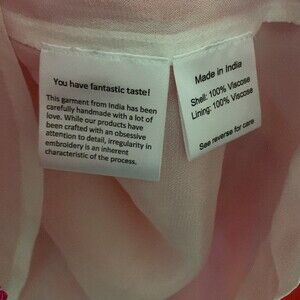 You have fantastic taste!
This garment from India has been
carefully handmade with a lot of
love. While our products have
been crafted with an obsessive
attention to detail, irregularity in
embroidery is an inherent
characteristic of the process.
Made in India
Shell: 100% Viscose
Lining: 100% Viscose
See reverse for care